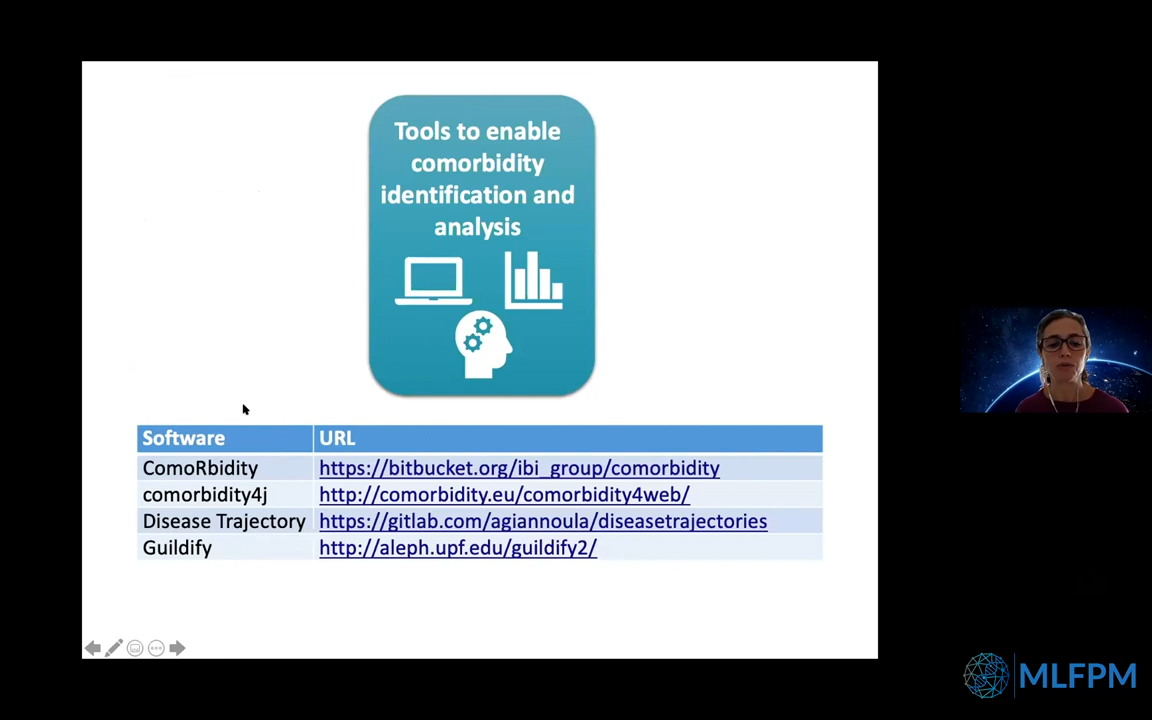 Tools to enable
comorbidity
identification and
analysis
Software URL
ComoRbidity https://bitbucket.org/ibi_group/comorbidity
comorbidity4j http://comorbidity.eu/comorbidity4web/
Disease Trajectory https://gitlab.com/agiannoula/diseasetrajectories
Guildify http://aleph.upf.edu/guildify2/
MLFPM